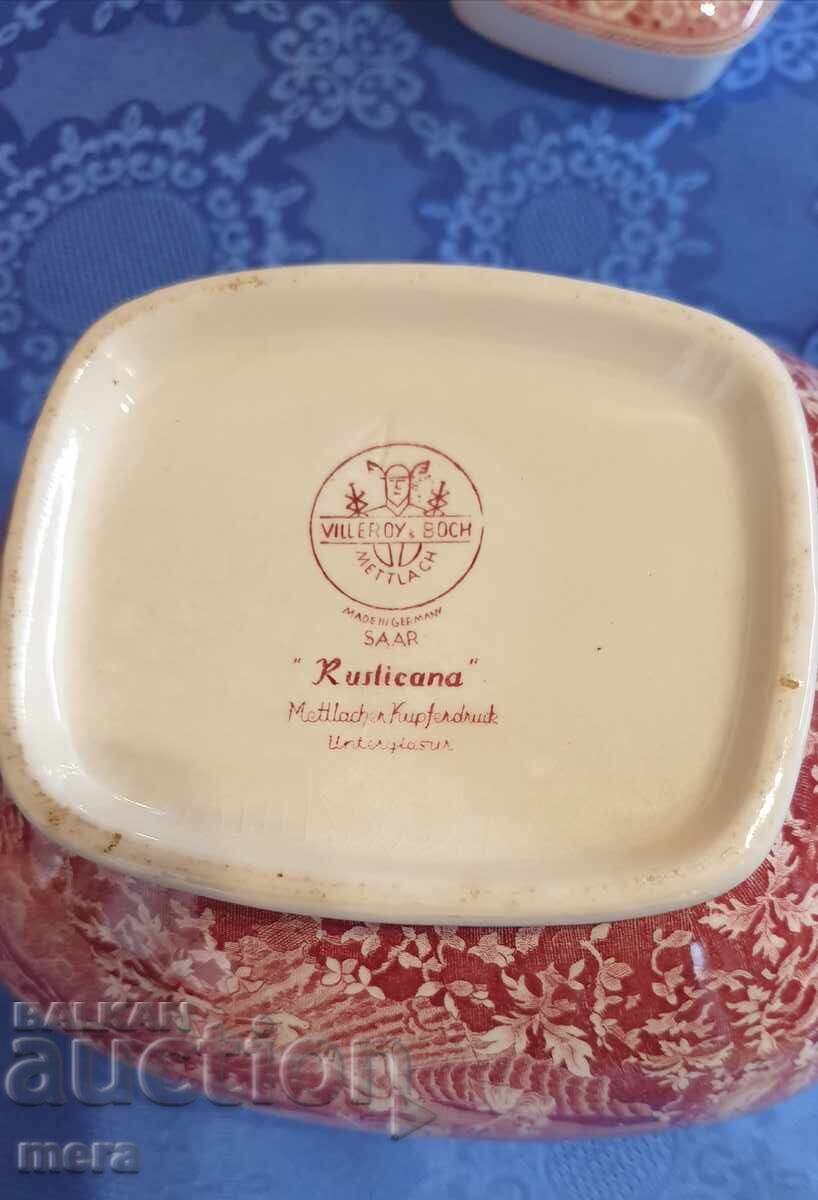 VILLEROY & BOCH
METTLACH
MADE IN GERMANY
SAAR
"Rusticana"
Mettlacher Kupferdruck
Unterglasur
BALKAN
auction
mera